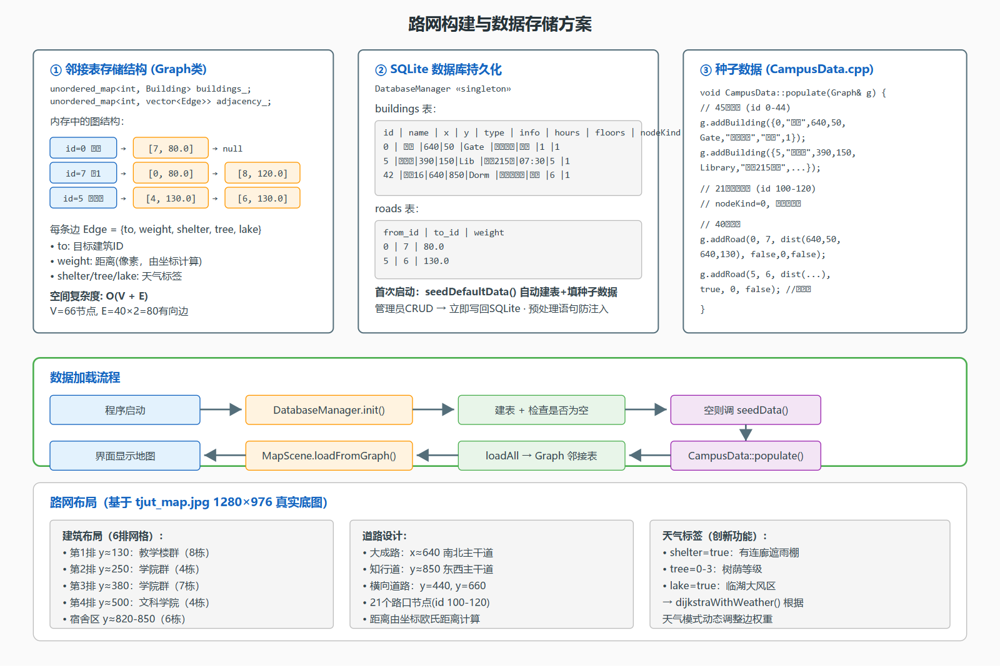 路网构建与数据存储方案
① 邻接表存储结构 (Graph类)
unordered_map<int, Building> buildings_;
unordered_map<int, vector<Edge>> adjacency_;
内存中的图结构:
id=0 → [7, 80.0] → null
id=7 1 → [0, 80.0] → [8, 120.0]
id=5 → [4, 130.0] → [6, 130.0]
每条边 Edge = {to, weight, shelter, tree, lake}
• to: 目标建筑ID
• weight: 距离(像素，由坐标计算)
• shelter/tree/lake: 天气标签
空间复杂度: O(V + E)
V=66节点, E=40×2=80有向边
② SQLite 数据库持久化
DatabaseManager «singleton»
buildings 表:
id | name | x | y | type | info | hours | floors | nodeKind
0 | |640|50 |Gate | | |1 |1
5 | |390|150|Lib | 215 |07:30|5 |1
42 | 16|640|850|Dorm | | |6 |1
roads 表:
from_id | to_id | weight
0 | 7 | 80.0
5 | 6 | 130.0
首次启动：seedDefaultData() 自动建表+填种子数据
管理员CRUD → 立即写回SQLite · 预处理语句防注入
③ 种子数据 (CampusData.cpp)
void CampusData::populate(Graph& g) {
// 45 (id 0-44)
g.addBuilding({0,"",640,50,
Gate,"","",1});
g.addBuilding({5,"",390,150,
Library,"215",...});
// 21 (id 100-120)
// nodeKind=0,
// 40
g.addRoad(0, 7, dist(640,50,
640,130), false,0,false);
g.addRoad(5, 6, dist(...),
true, 0, false); //
}
数据加载流程
程序启动
DatabaseManager.init()
建表 + 检查是否为空
空则调 seedData()
界面显示地图
MapScene.loadFromGraph()
loadAll → Graph 邻接表
CampusData::populate()
路网布局（基于 tjut_map.jpg 1280×976 真实底图）
建筑布局（6排网格）:
• 第1排 y≈130：教学楼群（8栋）
• 第2排 y≈250：学院群（4栋）
• 第3排 y≈380：学院群（7栋）
• 第4排 y≈500：文科学院（4栋）
• 宿舍区 y≈820-850（6栋）
道路设计:
• 大成路：x≈640 南北主干道
• 知行道：y≈850 东西主干道
• 横向道路：y=440, y=660
• 21个路口节点(id 100-120)
• 距离由坐标欧氏距离计算
天气标签（创新功能）:
• shelter=true：有连廊遮雨棚
• tree=0-3：树荫等级
• lake=true：临湖大风区
→ dijkstraWithWeather() 根据
天气模式动态调整边权重